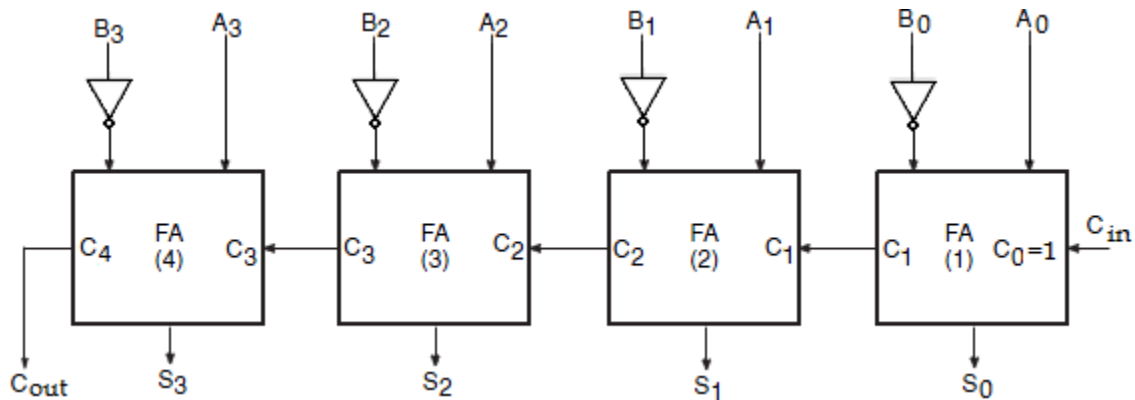 B3 A3 B2 A2 B1 A1 B0 A0
Cin
C4 FA (4) C3
C3 FA (3) C2
C2 FA (2) C1
C1 FA (1) C0=1
Cout S3 S2 S1 S0